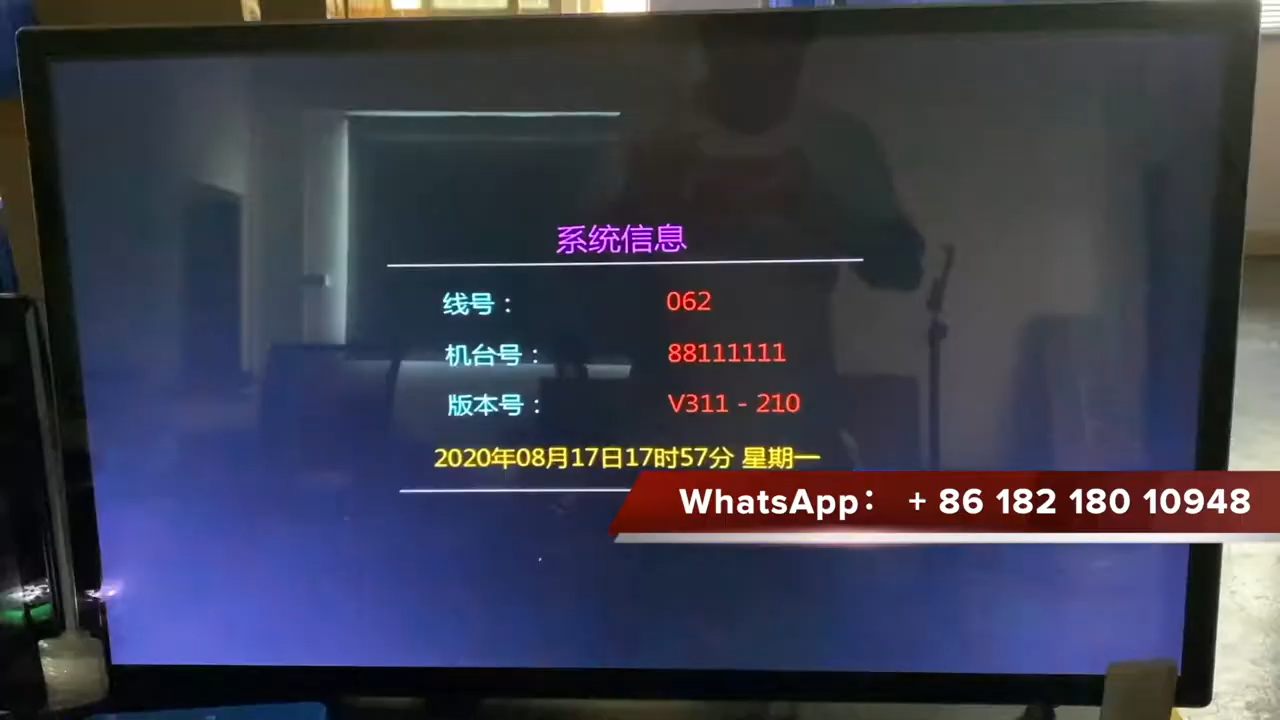 系统信息
线号： 062
机台号： 88111111
版本号： V311 - 210
2020年08月17日17时57分 星期一
WhatsApp： + 86 182 180 10948